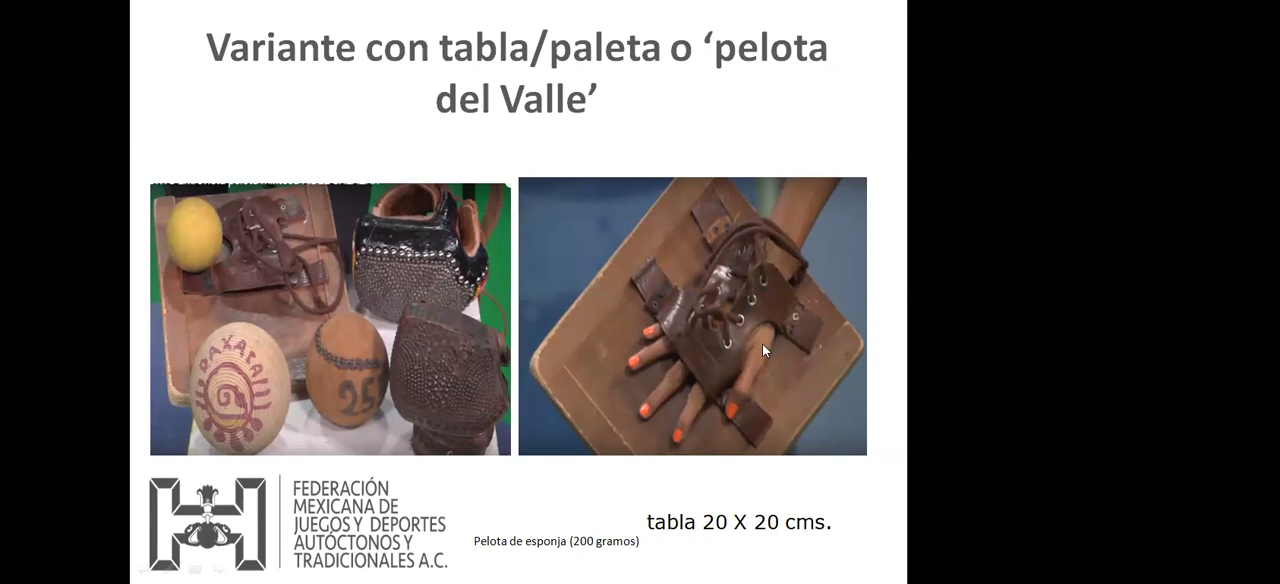 Variante con tabla/paleta o ‘pelota
del Valle’
OAXACA
25
FEDERACIÓN
MEXICANA DE
JUEGOS Y DEPORTES
AUTÓCTONOS Y
TRADICIONALES A.C.
tabla 20 X 20 cms.
Pelota de esponja (200 gramos)